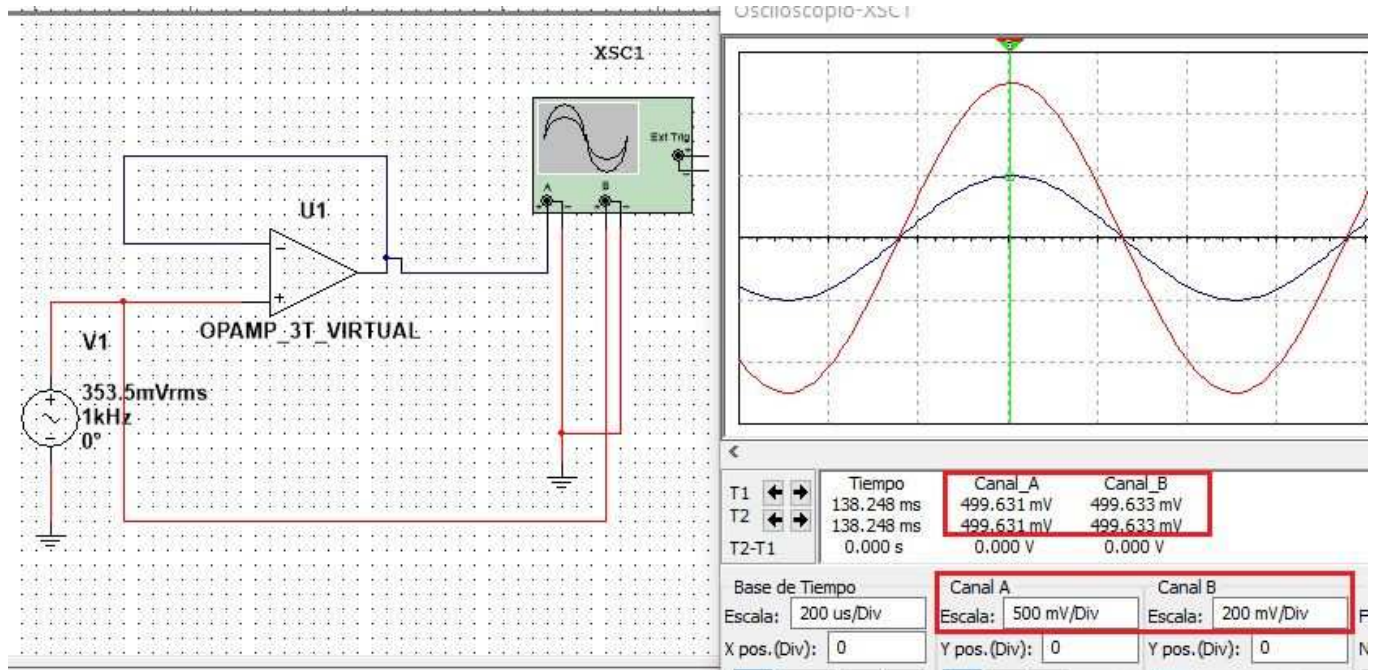 Osciloscopio-XSC1
XSC1
Ext Trig
+
-
A
B
+ - + -
U1
-
+
OPAMP_3T_VIRTUAL
V1
353.5mVrms
1kHz
0°
<
Tiempo Canal_A Canal_B
T1 138.248 ms 499.631 mV 499.633 mV
T2 138.248 ms 499.631 mV 499.633 mV
T2-T1 0.000 s 0.000 V 0.000 V
Base de Tiempo Canal A Canal B
Escala: 200 us/Div Escala: 500 mV/Div Escala: 200 mV/Div
X pos.(Div): 0 Y pos.(Div): 0 Y pos.(Div): 0